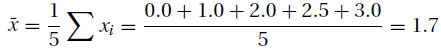 x̄ = 1/5 ∑ xᵢ = (0.0 + 1.0 + 2.0 + 2.5 + 3.0)/5 = 1.7